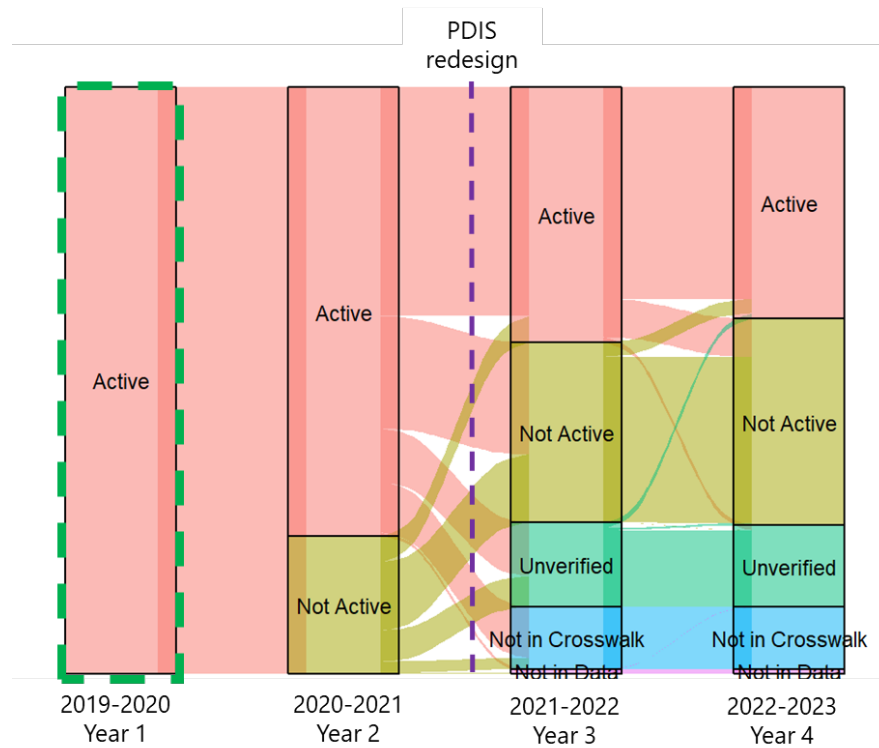 PDIS
redesign
Active
Active
Not Active
Active
Not Active
Unverified
Not in Crosswalk
Not in Data
Active
Not Active
Unverified
Not in Crosswalk
Not in Data
2019-2020
Year 1
2020-2021
Year 2
2021-2022
Year 3
2022-2023
Year 4